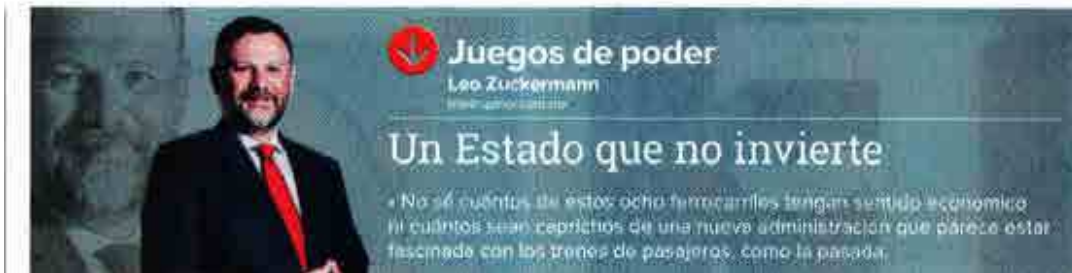 Juegos de poder
Leo Zuckermann
Un Estado que no invierte
• No sé cuántos de estos ocho ferrocarriles tengan sentido económico
ni cuántos sean caprichos de una nueva administración que parece estar
fascinada con los trenes de pasajeros, como la pasada.